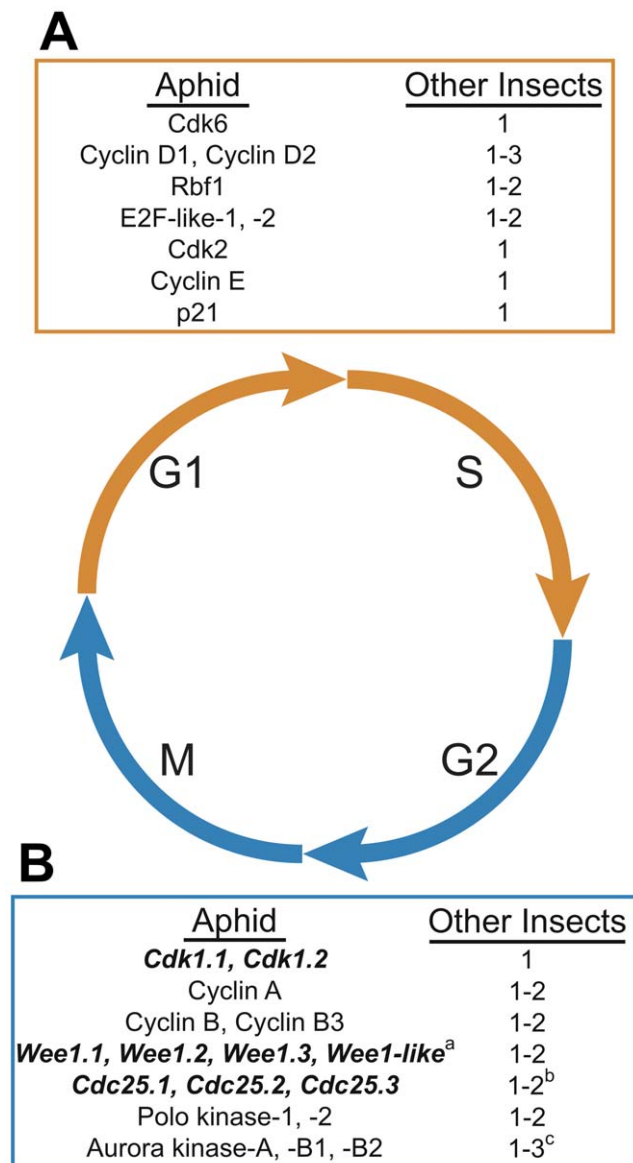 A
Aphid Other Insects
Cdk6 1
Cyclin D1, Cyclin D2 1-3
Rbf1 1-2
E2F-like-1, -2 1-2
Cdk2 1
Cyclin E 1
p21 1
G1 S
M G2
B
Aphid Other Insects
Cdk1.1, Cdk1.2 1
Cyclin A 1-2
Cyclin B, Cyclin B3 1-2
Wee1.1, Wee1.2, Wee1.3, Wee1-likeᵃ 1-2
Cdc25.1, Cdc25.2, Cdc25.3 1-2ᵇ
Polo kinase-1, -2 1-2
Aurora kinase-A, -B1, -B2 1-3ᶜ